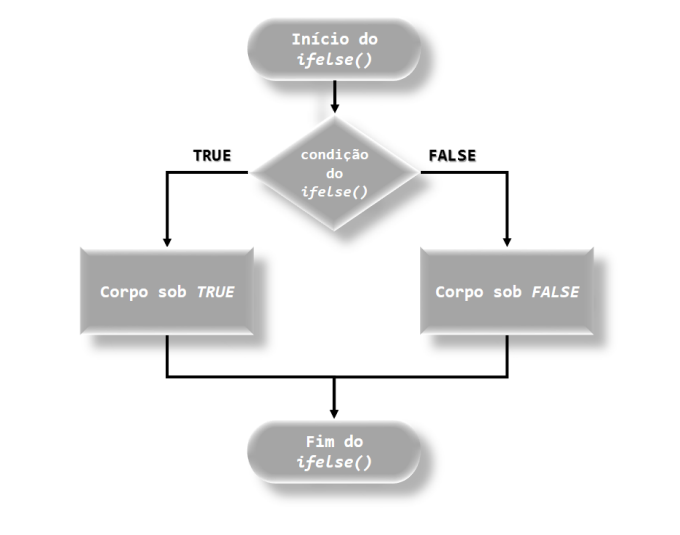 Início do
ifelse()
TRUE
condição
do
ifelse()
FALSE
Corpo sob TRUE
Corpo sob FALSE
Fim do
ifelse()